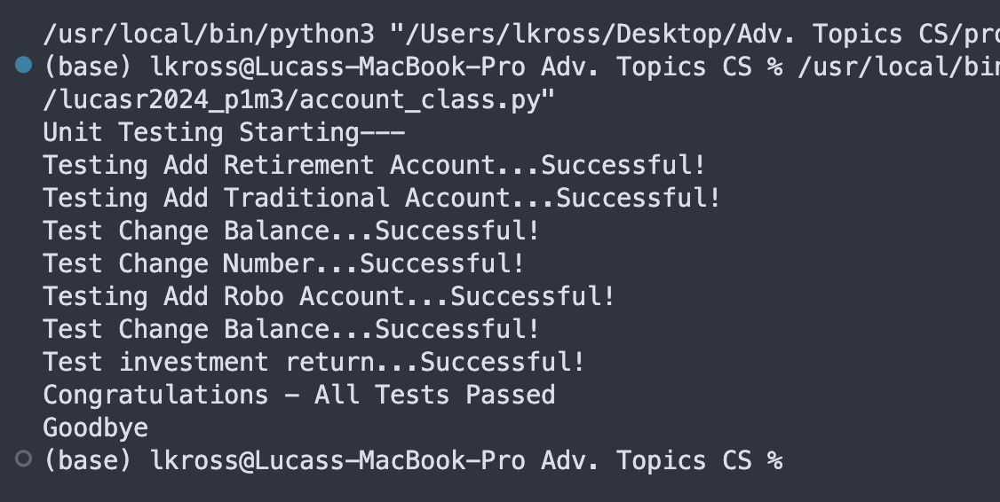 /usr/local/bin/python3 "/Users/lkross/Desktop/Adv. Topics CS/pro
(base) lkross@Lucass-MacBook-Pro Adv. Topics CS % /usr/local/bin
/lucasr2024_p1m3/account_class.py"
Unit Testing Starting---
Testing Add Retirement Account...Successful!
Testing Add Traditional Account...Successful!
Test Change Balance...Successful!
Test Change Number...Successful!
Testing Add Robo Account...Successful!
Test Change Balance...Successful!
Test investment return...Successful!
Congratulations - All Tests Passed
Goodbye
(base) lkross@Lucass-MacBook-Pro Adv. Topics CS %